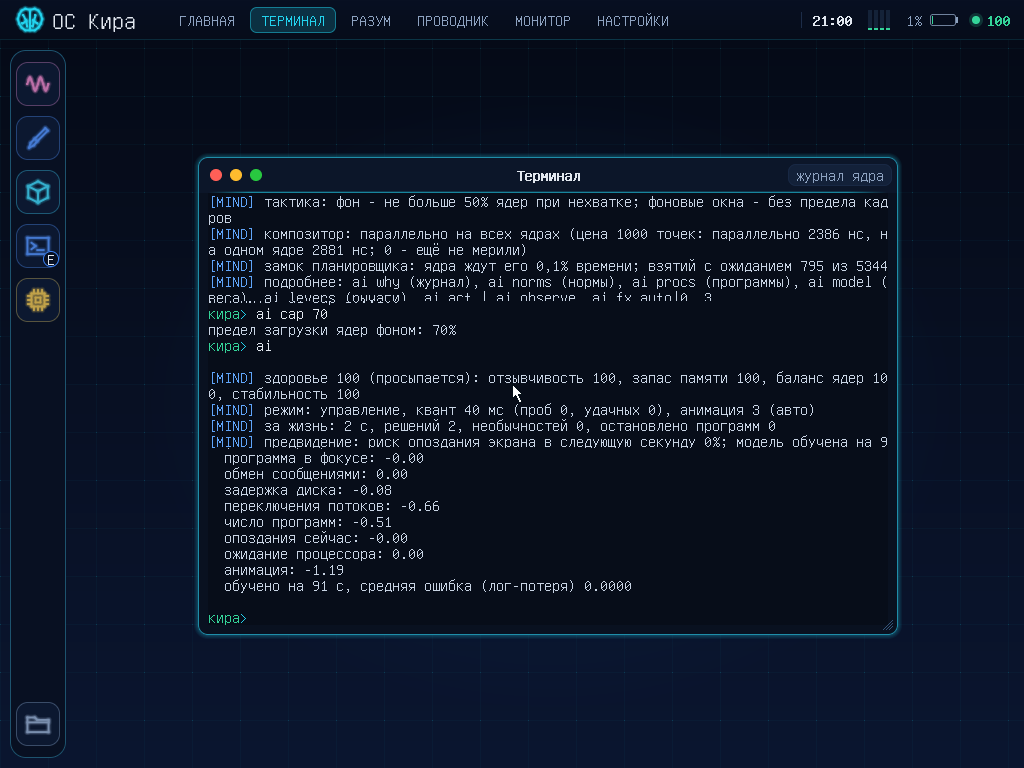 ОС Кира
ГЛАВНАЯ
ТЕРМИНАЛ
РАЗУМ
ПРОВОДНИК
МОНИТОР
НАСТРОЙКИ
21:00
1%
100
E
Терминал
журнал ядра
[MIND] тактика: фон - не больше 50% ядер при нехватке; фоновые окна - без предела кад
ров
[MIND] композитор: параллельно на всех ядрах (цена 1000 точек: параллельно 2386 нс, н
а одном ядре 2881 нс; 0 - ещё не мерили)
[MIND] замок планировщика: ядра ждут его 0,1% времени; взятий с ожиданием 795 из 5344
[MIND] подробнее: ai why (журнал), ai norms (нормы), ai procs (программы), ai model (
ai act | ai observe, ai fx auto|0..3
кира> ai cap 70
предел загрузки ядер фоном: 70%
кира> ai
[MIND] здоровье 100 (просыпается): отзывчивость 100, запас памяти 100, баланс ядер 10
0, стабильность 100
[MIND] режим: управление, квант 40 мс (проб 0, удачных 0), анимация 3 (авто)
[MIND] за жизнь: 2 с, решений 2, необычностей 0, остановлено программ 0
[MIND] предвидение: риск опоздания экрана в следующую секунду 0%; модель обучена на 9
программа в фокусе: -0.00
обмен сообщениями: 0.00
задержка диска: -0.08
переключения потоков: -0.66
число программ: -0.51
опоздания сейчас: -0.00
ожидание процессора: 0.00
анимация: -1.19
обучено на 91 с, средняя ошибка (лог-потеря) 0.0000
кира>